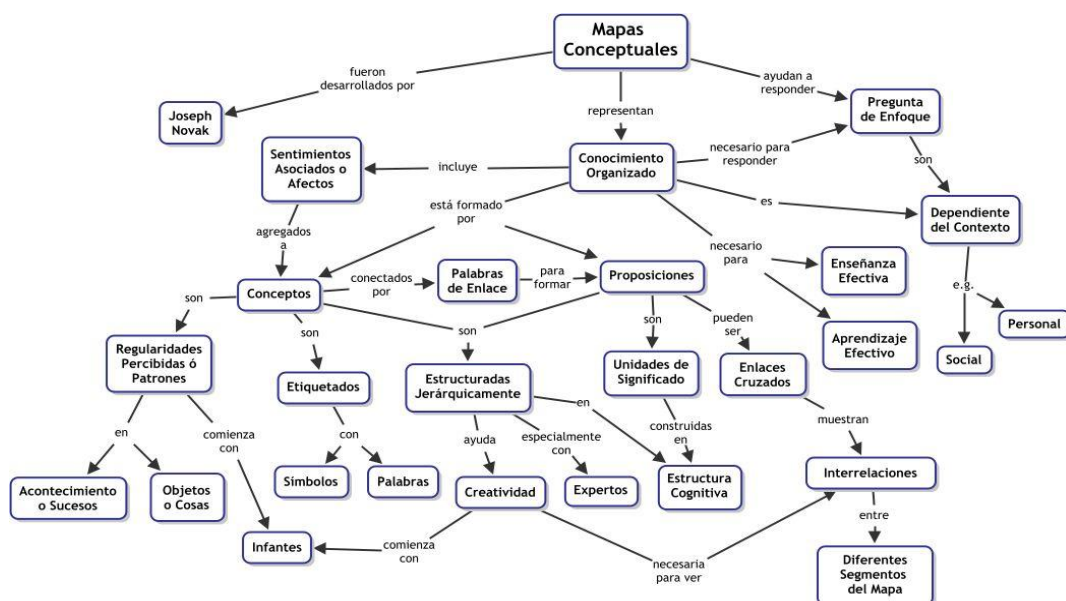 Mapas
Conceptuales
fueron
desarrollados por
ayudan a
responder
representan
Joseph
Novak
Pregunta
de Enfoque
Sentimientos
Asociados o
Afectos
incluye
Conocimiento
Organizado
necesario para
responder
son
está formado
por
es
Dependiente
del Contexto
agregados
a
necesario
para
Enseñanza
Efectiva
Conceptos
conectados
por
Palabras
de Enlace
para
formar
Proposiciones
e.g.
son
son
son
son
pueden
ser
Personal
Regularidades
Percibidas ó
Patrones
Aprendizaje
Efectivo
Social
Etiquetados
Estructuradas
Jerárquicamente
Unidades de
Significado
Enlaces
Cruzados
en
comienza
con
con
ayuda
especialmente
con
en
construidas
en
muestran
Acontecimiento
o Sucesos
Objetos
o Cosas
Símbolos
Palabras
Creatividad
Expertos
Estructura
Cognitiva
Interrelaciones
entre
Infantes
comienza
con
necesaria
para ver
Diferentes
Segmentos
del Mapa